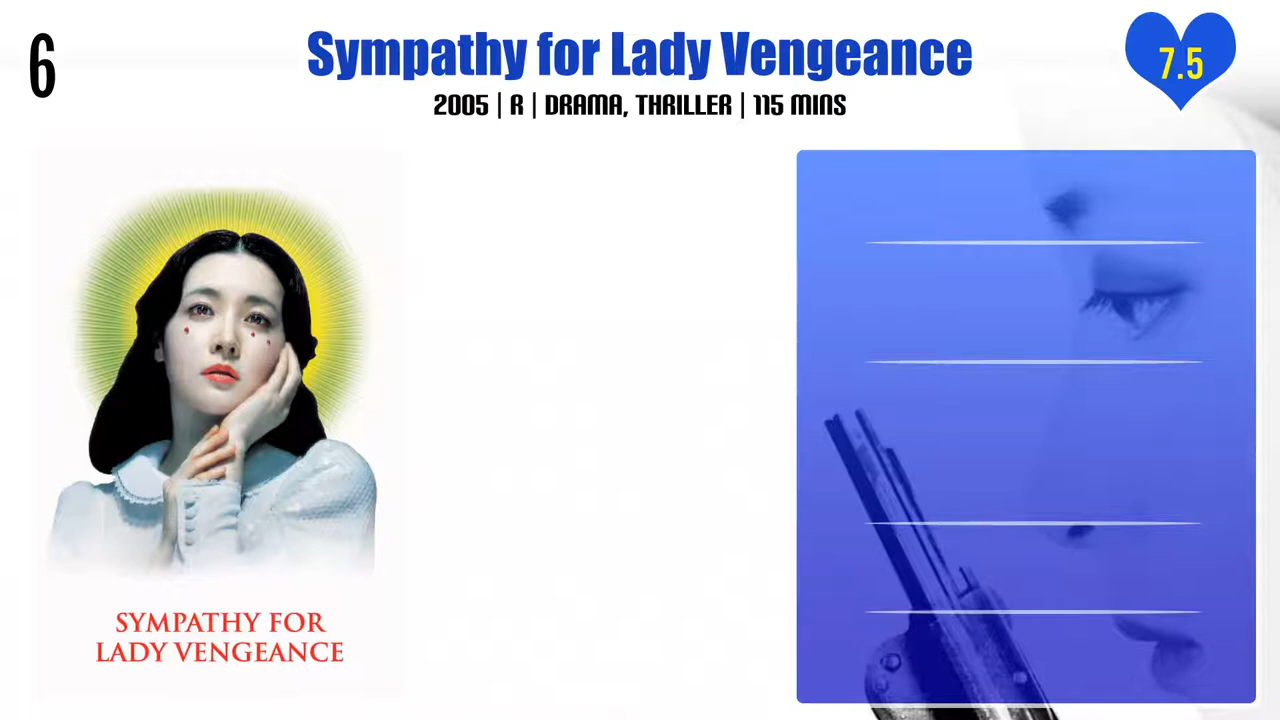 6
Sympathy for Lady Vengeance
7.5
2005 | R | DRAMA, THRILLER | 115 MINS
SYMPATHY FOR
LADY VENGEANCE